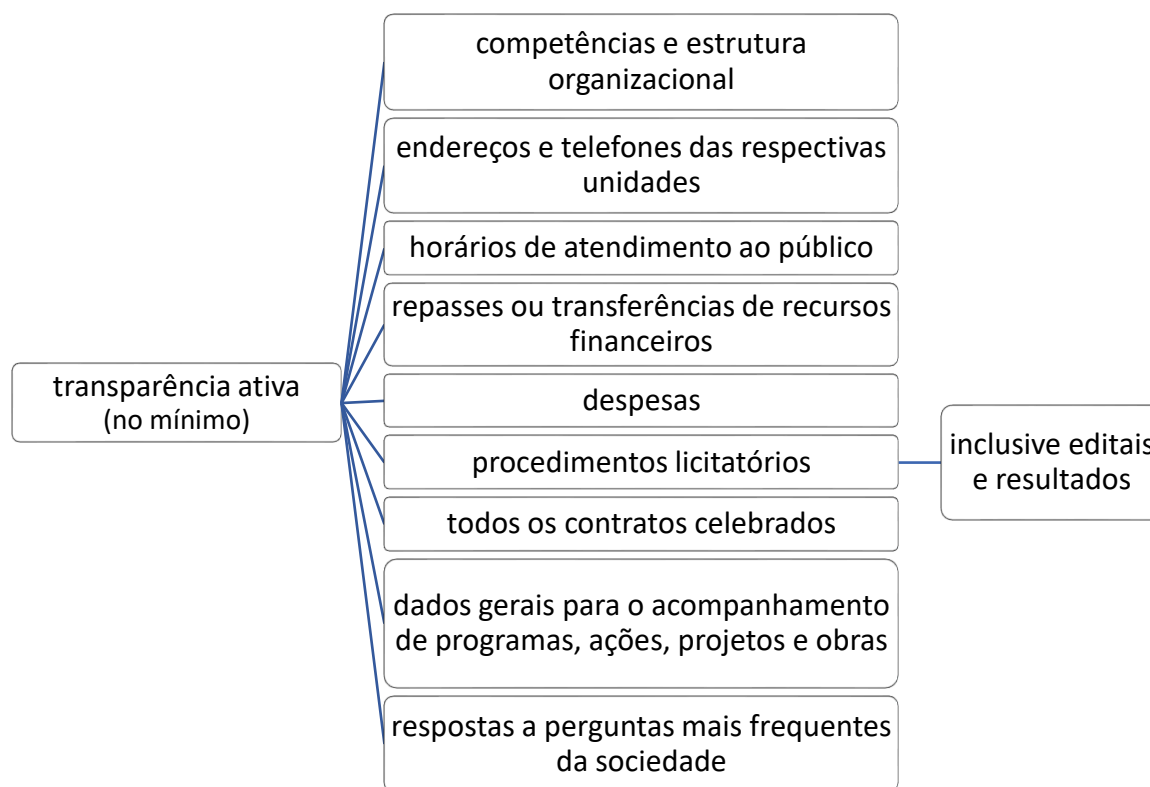 competências e estrutura
organizacional
endereços e telefones das respectivas
unidades
horários de atendimento ao público
repasses ou transferências de recursos
financeiros
transparência ativa
(no mínimo)
despesas
procedimentos licitatórios
inclusive editais
e resultados
todos os contratos celebrados
dados gerais para o acompanhamento
de programas, ações, projetos e obras
respostas a perguntas mais frequentes
da sociedade